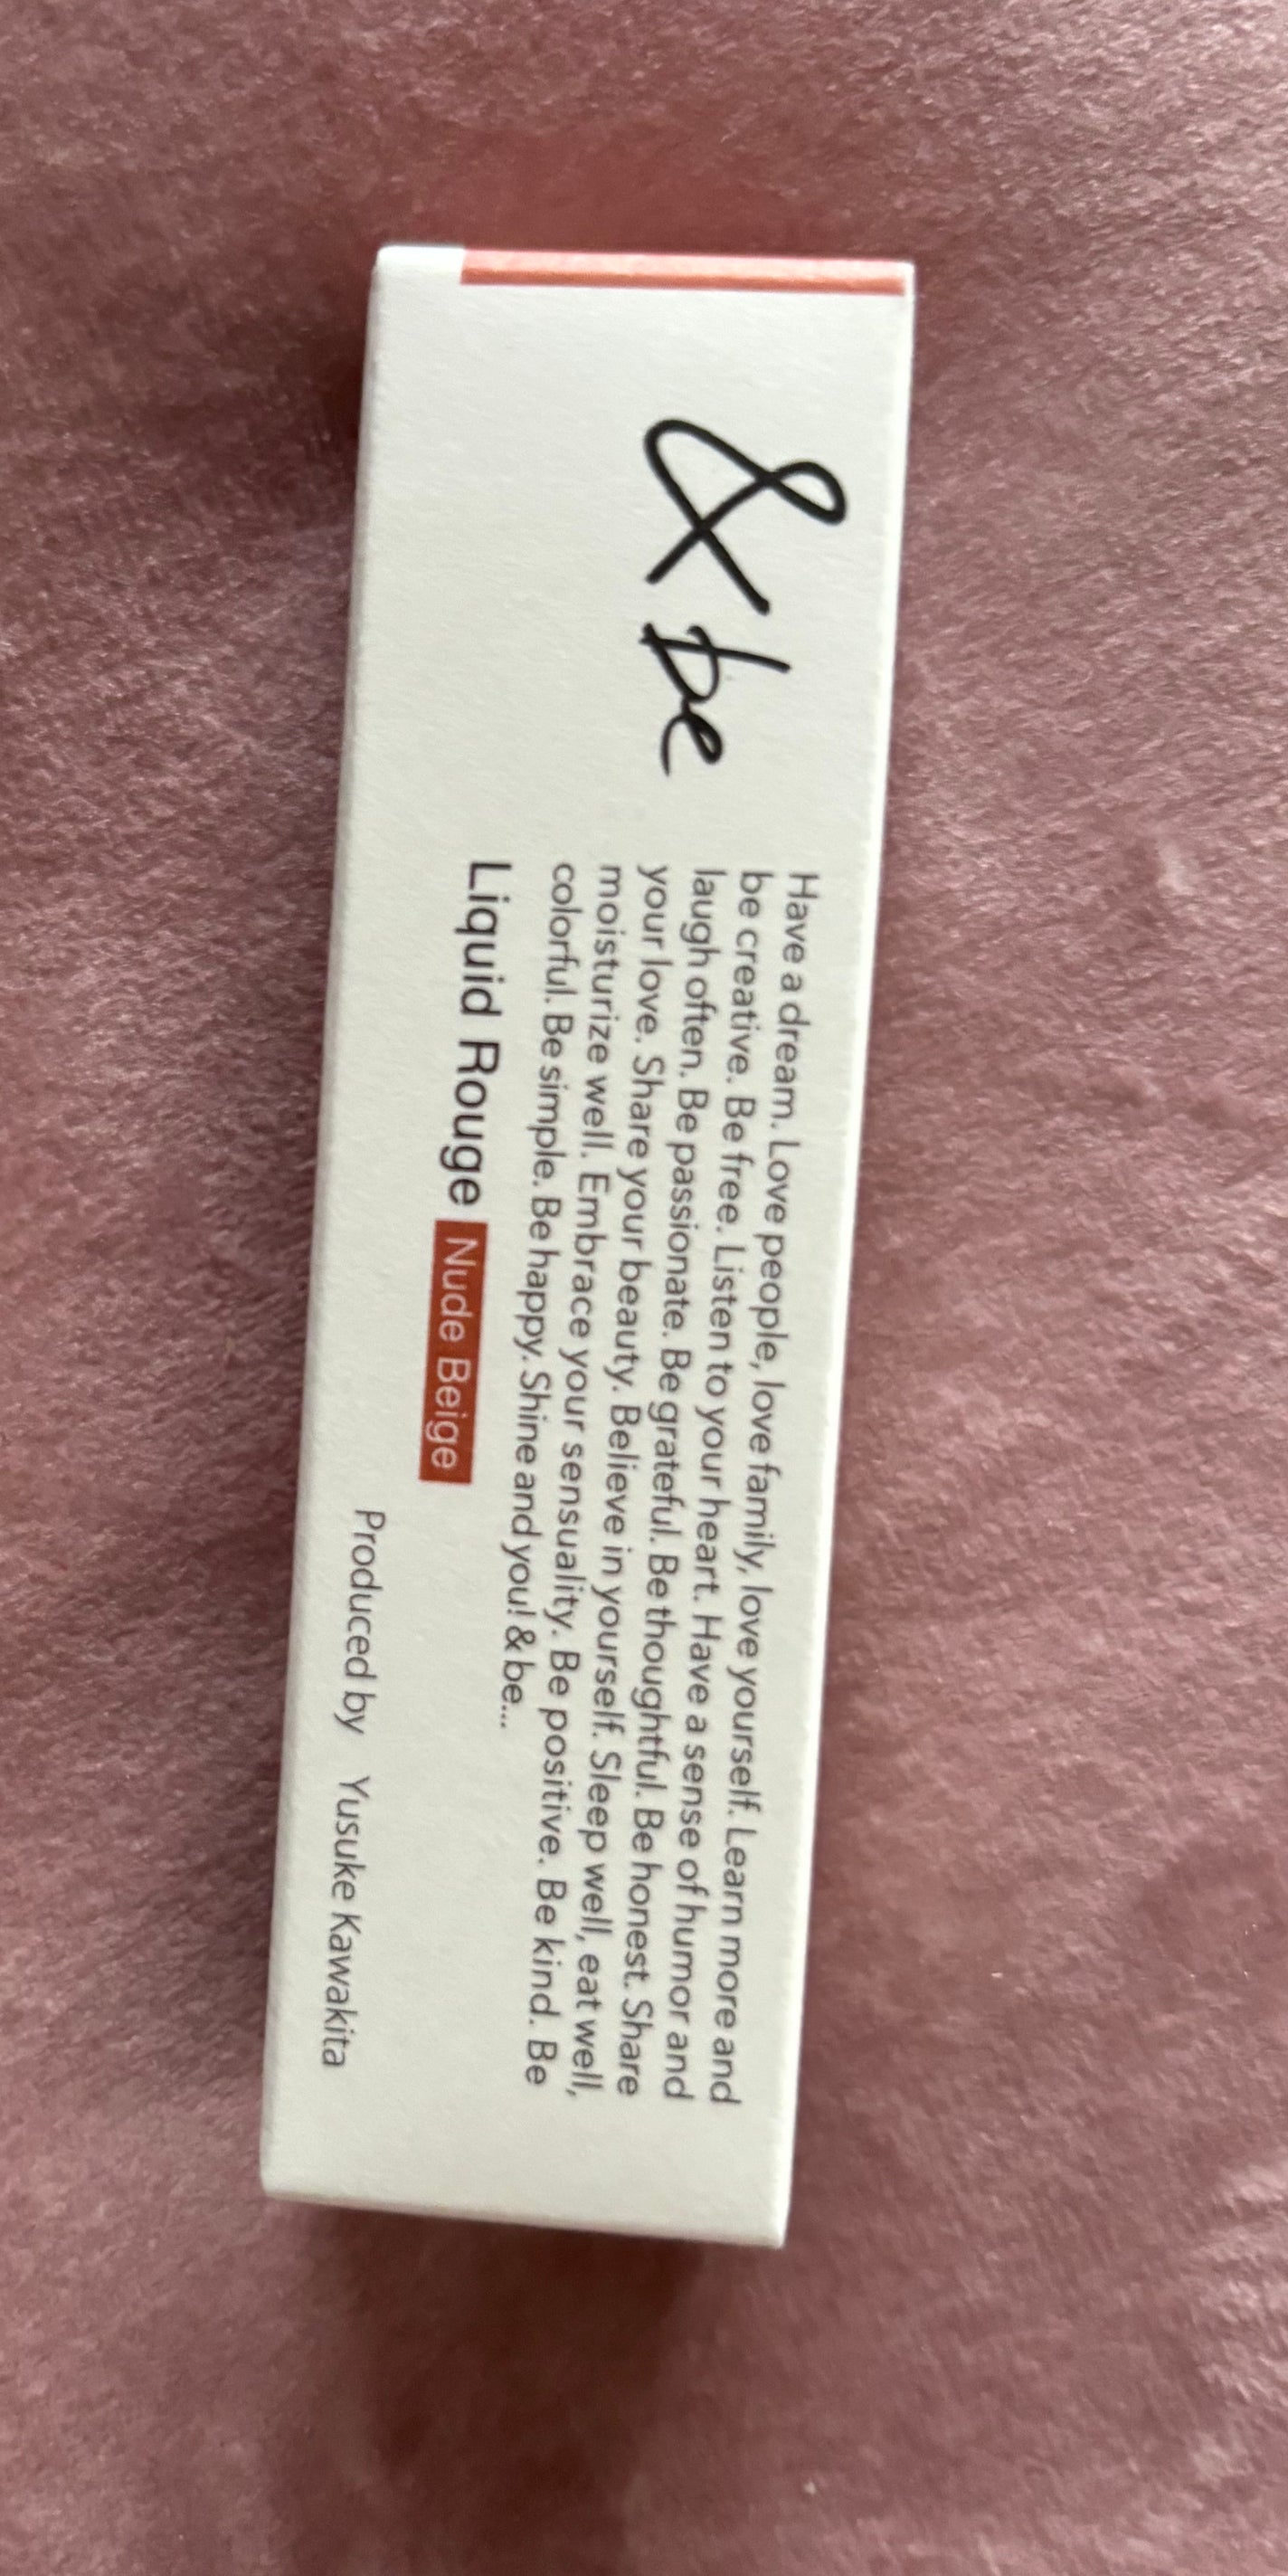 & be
Have a dream. Love people, love family, love yourself. Learn more and
be creative. Be free. Listen to your heart. Have a sense of humor and
laugh often. Be passionate. Be grateful. Be thoughtful. Be honest. Share
your love. Share your beauty. Believe in yourself. Sleep well, eat well,
moisturize well. Embrace your sensuality. Be positive. Be kind. Be
colorful. Be simple. Be happy. Shine and you! & be...
Liquid Rouge Nude Beige
Produced by Yusuke Kawakita